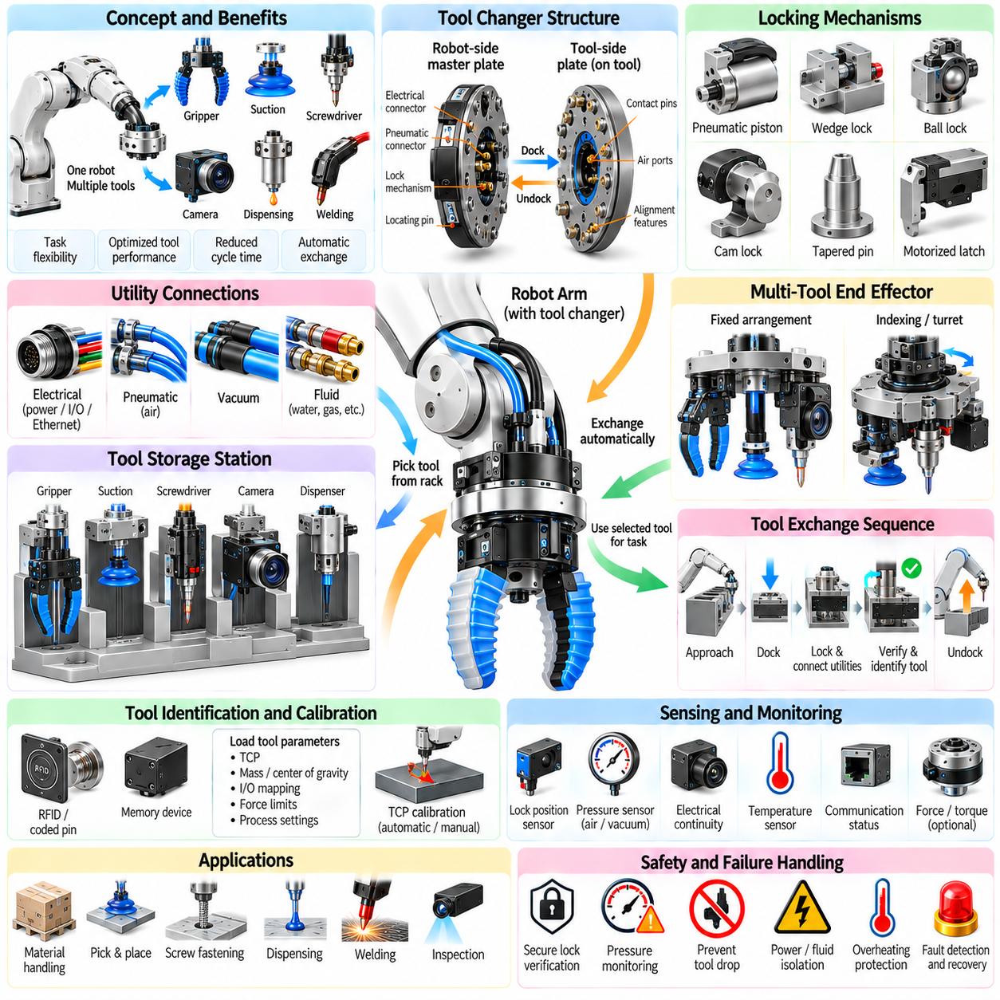 Concept and Benefits
Gripper
Suction
Screwdriver
One robot
Multiple tools
Camera
Dispensing
Welding
Task
flexibility
Optimized tool
performance
Reduced
cycle time
Automatic
exchange
Tool Changer Structure
Robot-side
master plate
Tool-side
plate (on tool)
Electrical
connector
Pneumatic
connector
Lock
mechanism
Locating pin
Dock
Undock
Contact pins
Air ports
Alignment
features
Locking Mechanisms
Pneumatic piston
Wedge lock
Ball lock
Cam lock
Tapered pin
Motorized latch
Utility Connections
Electrical
(power / I/O /
Ethernet)
Pneumatic
(air)
Vacuum
Fluid
(water, gas, etc.)
Robot Arm
(with tool changer)
Exchange
automatically
Pick tool
from rack
Use selected tool
for task
Multi-Tool End Effector
Fixed arrangement
Indexing / turret
Tool Storage Station
Gripper
Suction
Screwdriver
Camera
Dispenser
Tool Exchange Sequence
Approach
Dock
Lock &
connect utilities
Verify &
identify tool
Undock
Tool Identification and Calibration
RFID
RFID /
coded pin
Memory device
Load tool parameters
• TCP
• Mass / center of gravity
• I/O mapping
• Force limits
• Process settings
TCP calibration
(automatic / manual)
Sensing and Monitoring
Lock position
sensor
Pressure sensor
(air / vacuum)
Electrical
continuity
Temperature
sensor
Communication
status
Force / torque
(optional)
Applications
Material
handling
Pick & place
Screw fastening
Dispensing
Welding
Inspection
Safety and Failure Handling
Secure lock
verification
Pressure
monitoring
Prevent
tool drop
Power / fluid
isolation
Overheating
protection
Fault detection
and recovery